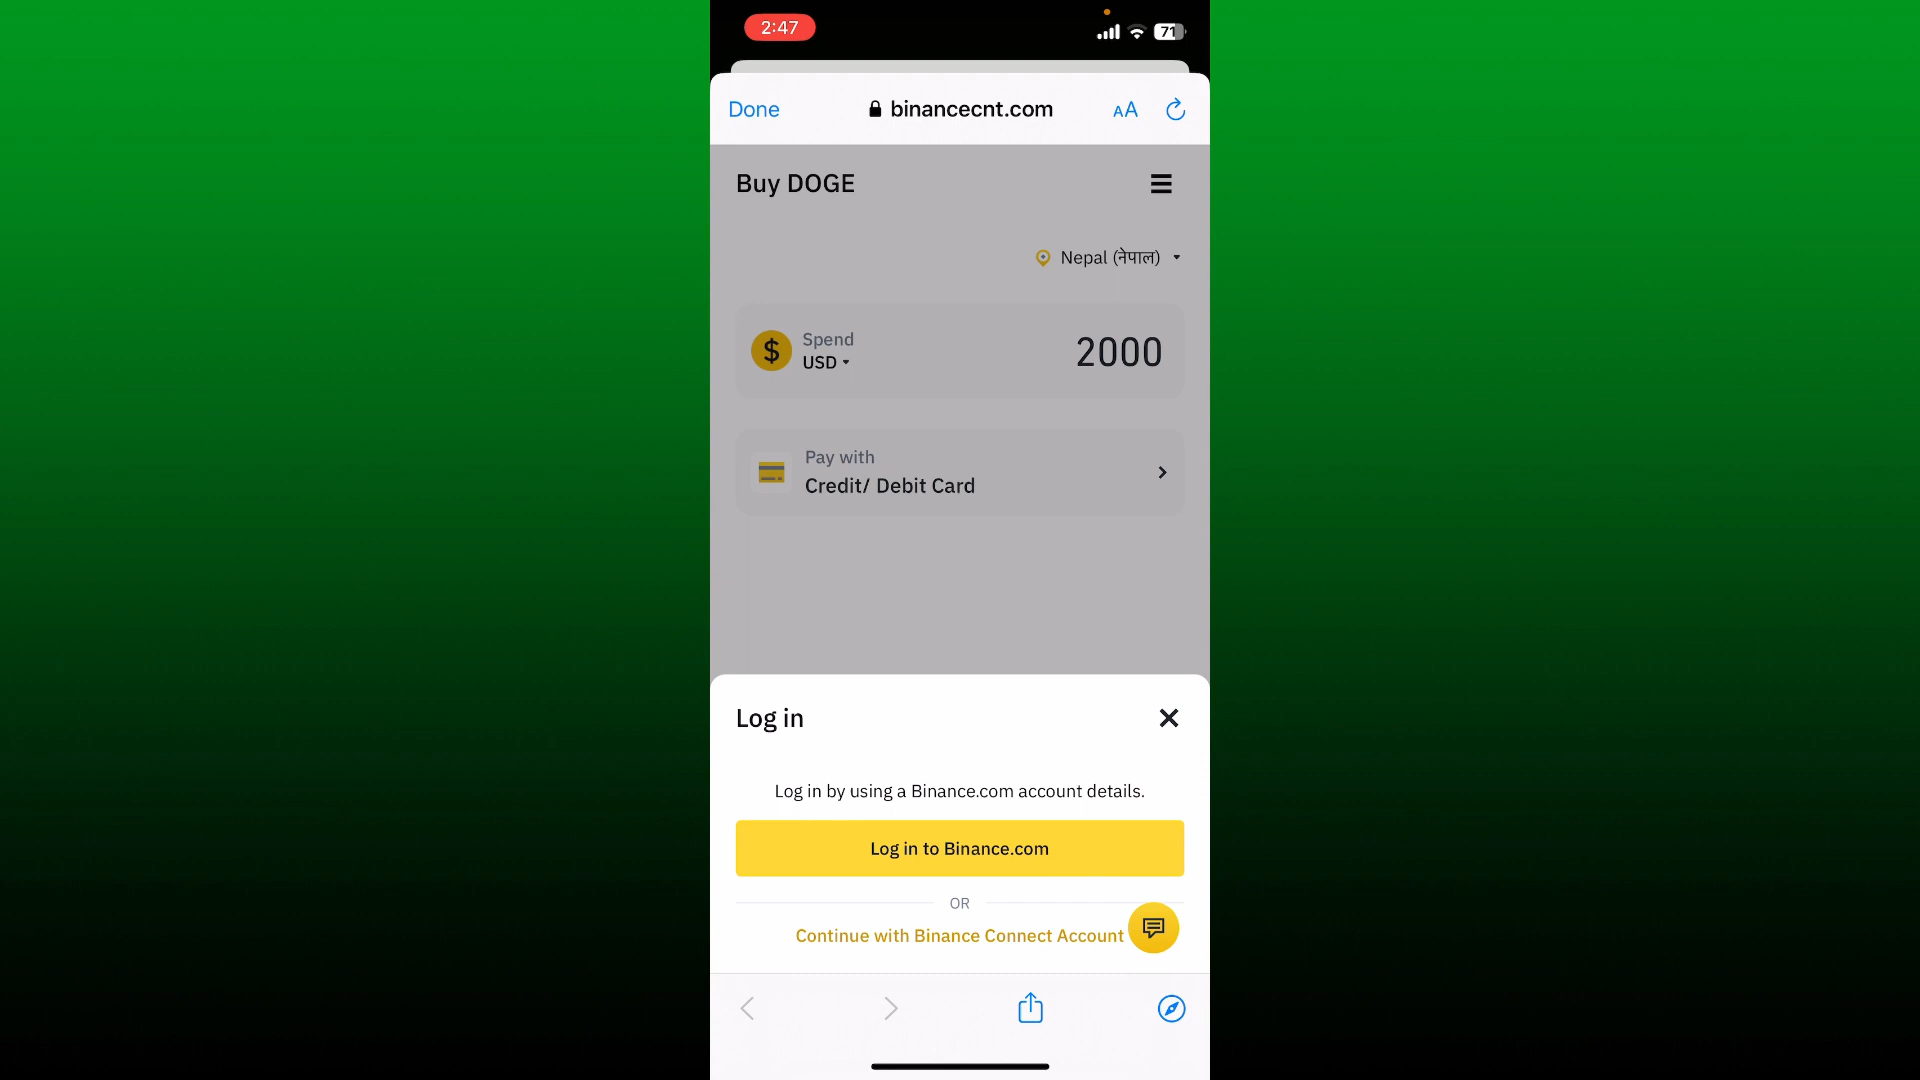 2:47
71
Done
binancecnt.com
AA
Buy DOGE
Nepal (नेपाल)
$
Spend
USD
2000
Pay with
Credit/ Debit Card
Log in
Log in by using a Binance.com account details.
Log in to Binance.com
OR
Continue with Binance Connect Account